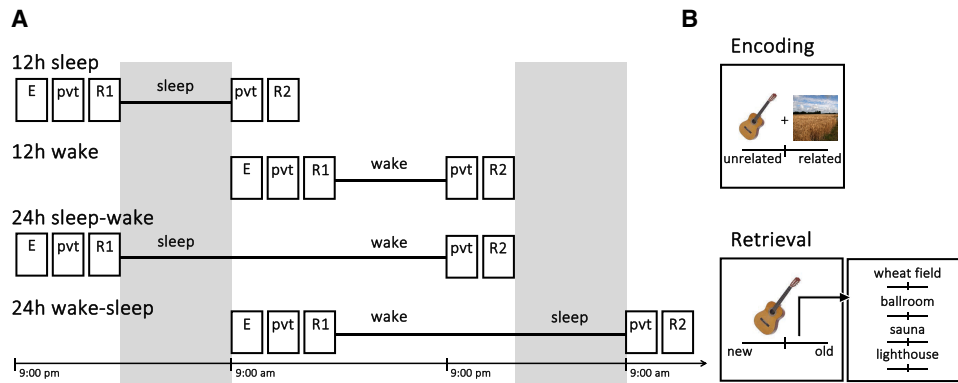 A
12h sleep
E pvt R1 sleep pvt R2
12h wake
E pvt R1 wake pvt R2
24h sleep-wake
E pvt R1 sleep wake pvt R2
24h wake-sleep
E pvt R1 wake sleep pvt R2
9:00 pm 9:00 am 9:00 pm 9:00 am
B
Encoding
+
unrelated related
Retrieval
new old
wheat field
ballroom
sauna
lighthouse